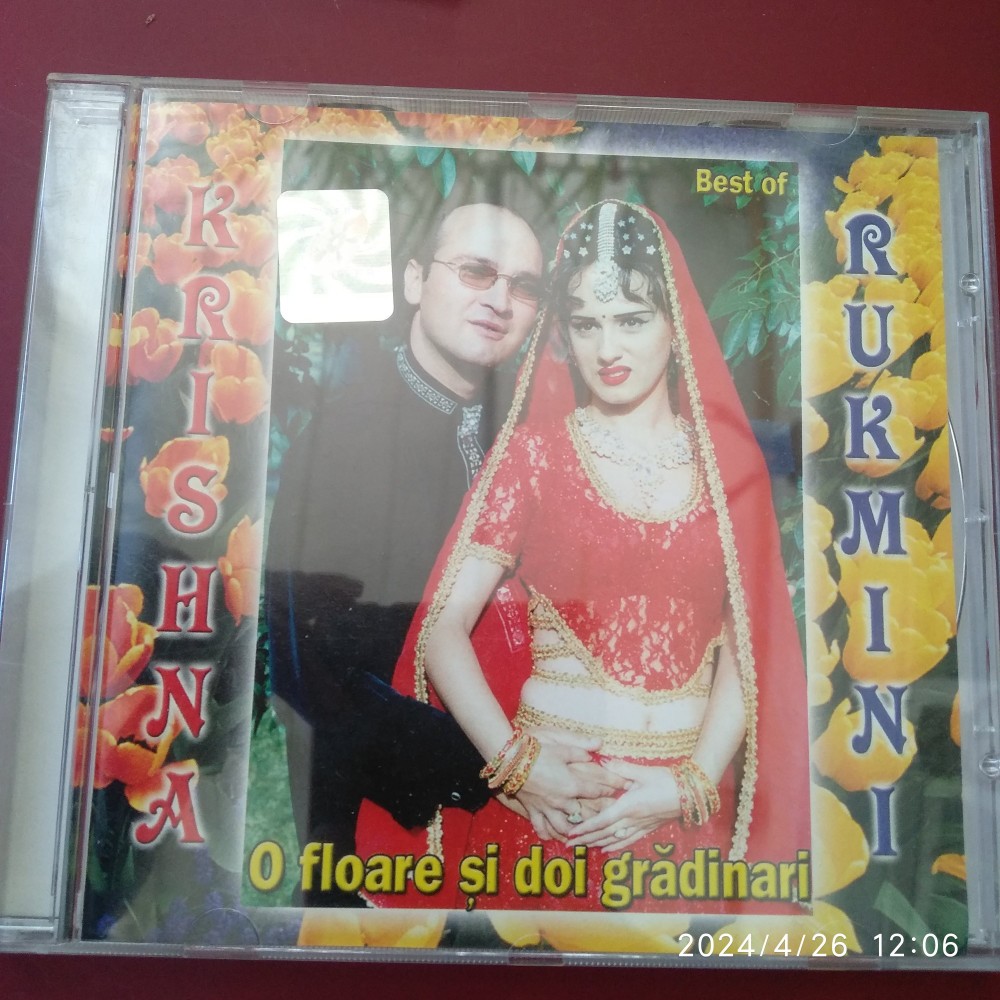 KRISHNA
Best of
RUKMINI
O floare și doi grădinari
2024/4/26 12:06